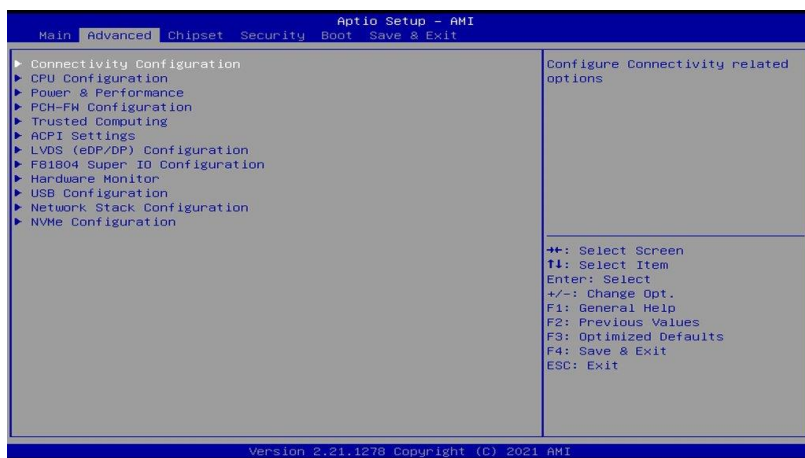 Aptio Setup – AMI
Main Advanced Chipset Security Boot Save & Exit
▶ Connectivity Configuration
▶ CPU Configuration
▶ Power & Performance
▶ PCH-FW Configuration
▶ Trusted Computing
▶ ACPI Settings
▶ LVDS (eDP/DP) Configuration
▶ F81804 Super IO Configuration
▶ Hardware Monitor
▶ USB Configuration
▶ Network Stack Configuration
▶ NVMe Configuration
Configure Connectivity related
options
→←: Select Screen
↑↓: Select Item
Enter: Select
+/-: Change Opt.
F1: General Help
F2: Previous Values
F3: Optimized Defaults
F4: Save & Exit
ESC: Exit
Version 2.21.1278 Copyright (C) 2021 AMI